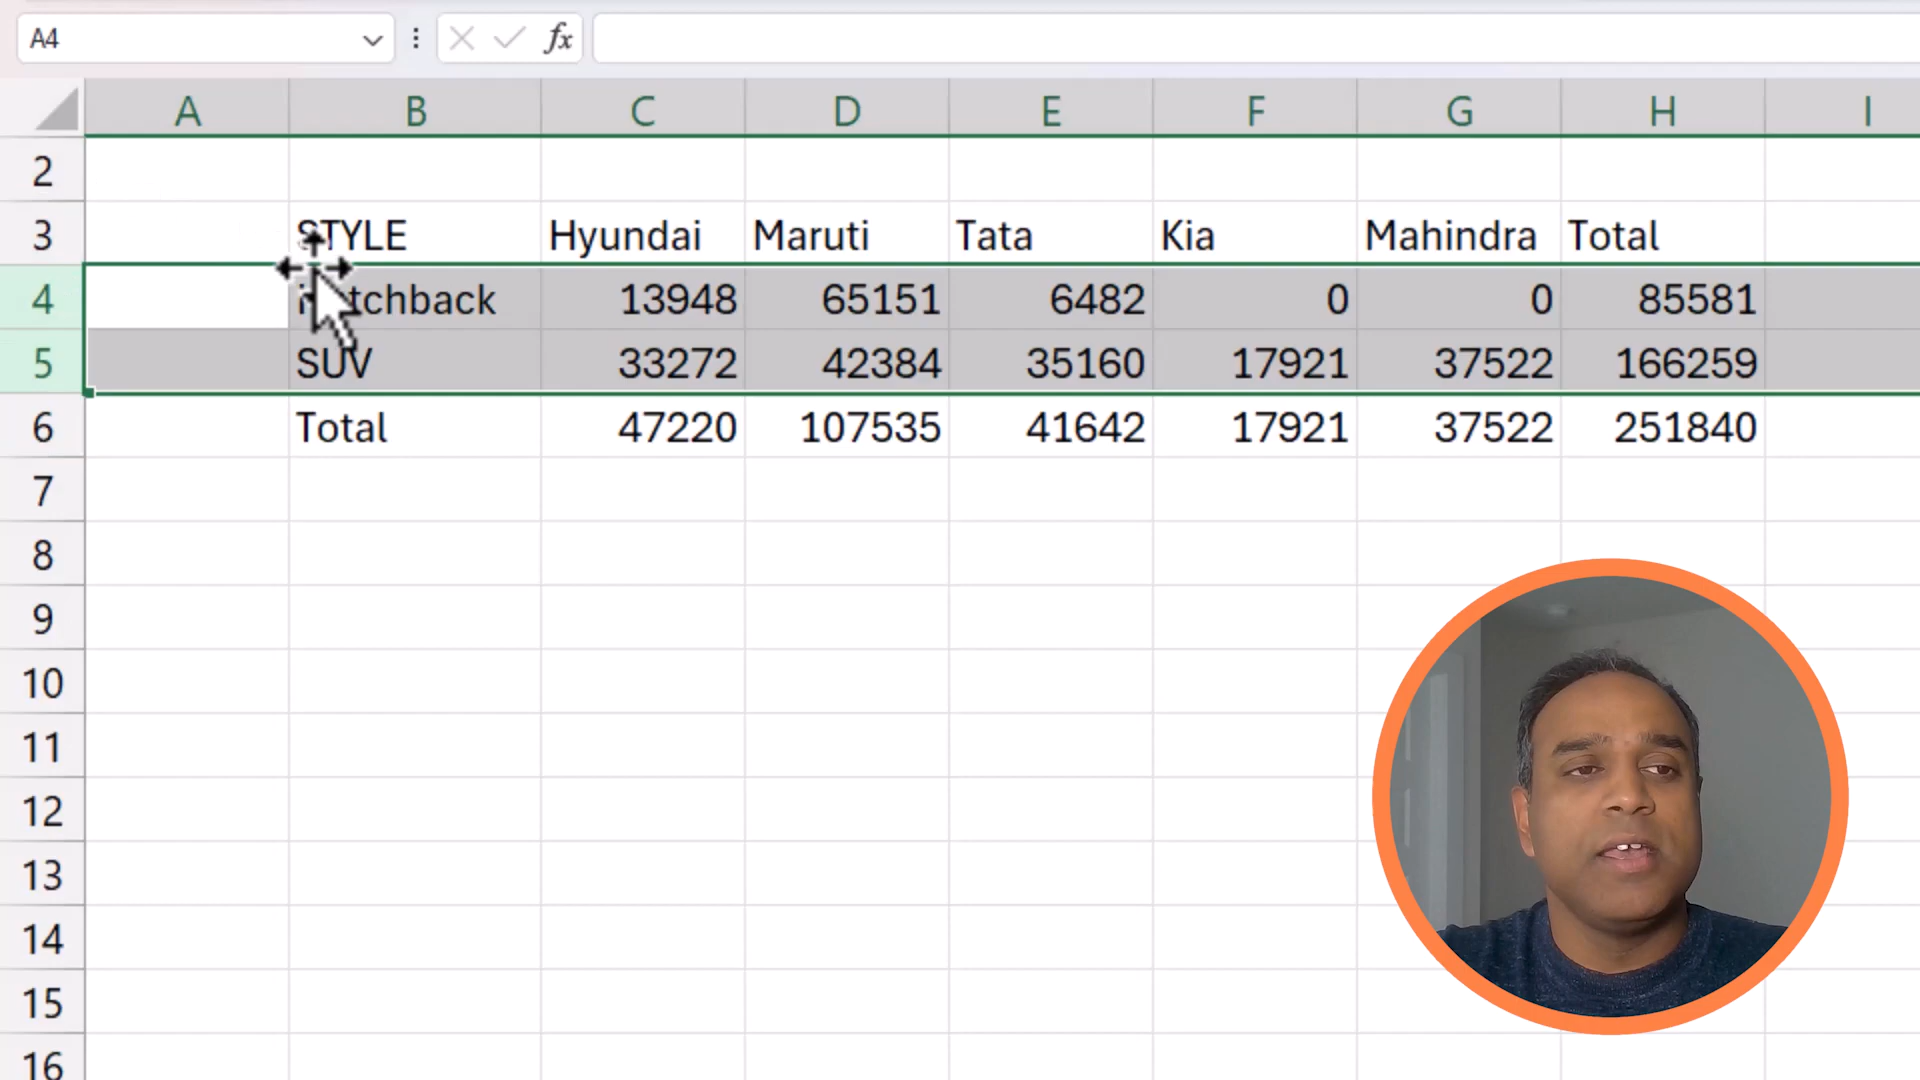 A4 fx
A B C D E F G H I
2
3 STYLE Hyundai Maruti Tata Kia Mahindra Total
4 Hatchback 13948 65151 6482 0 0 85581
5 SUV 33272 42384 35160 17921 37522 166259
6 Total 47220 107535 41642 17921 37522 251840
7
8
9
10
11
12
13
14
15
16